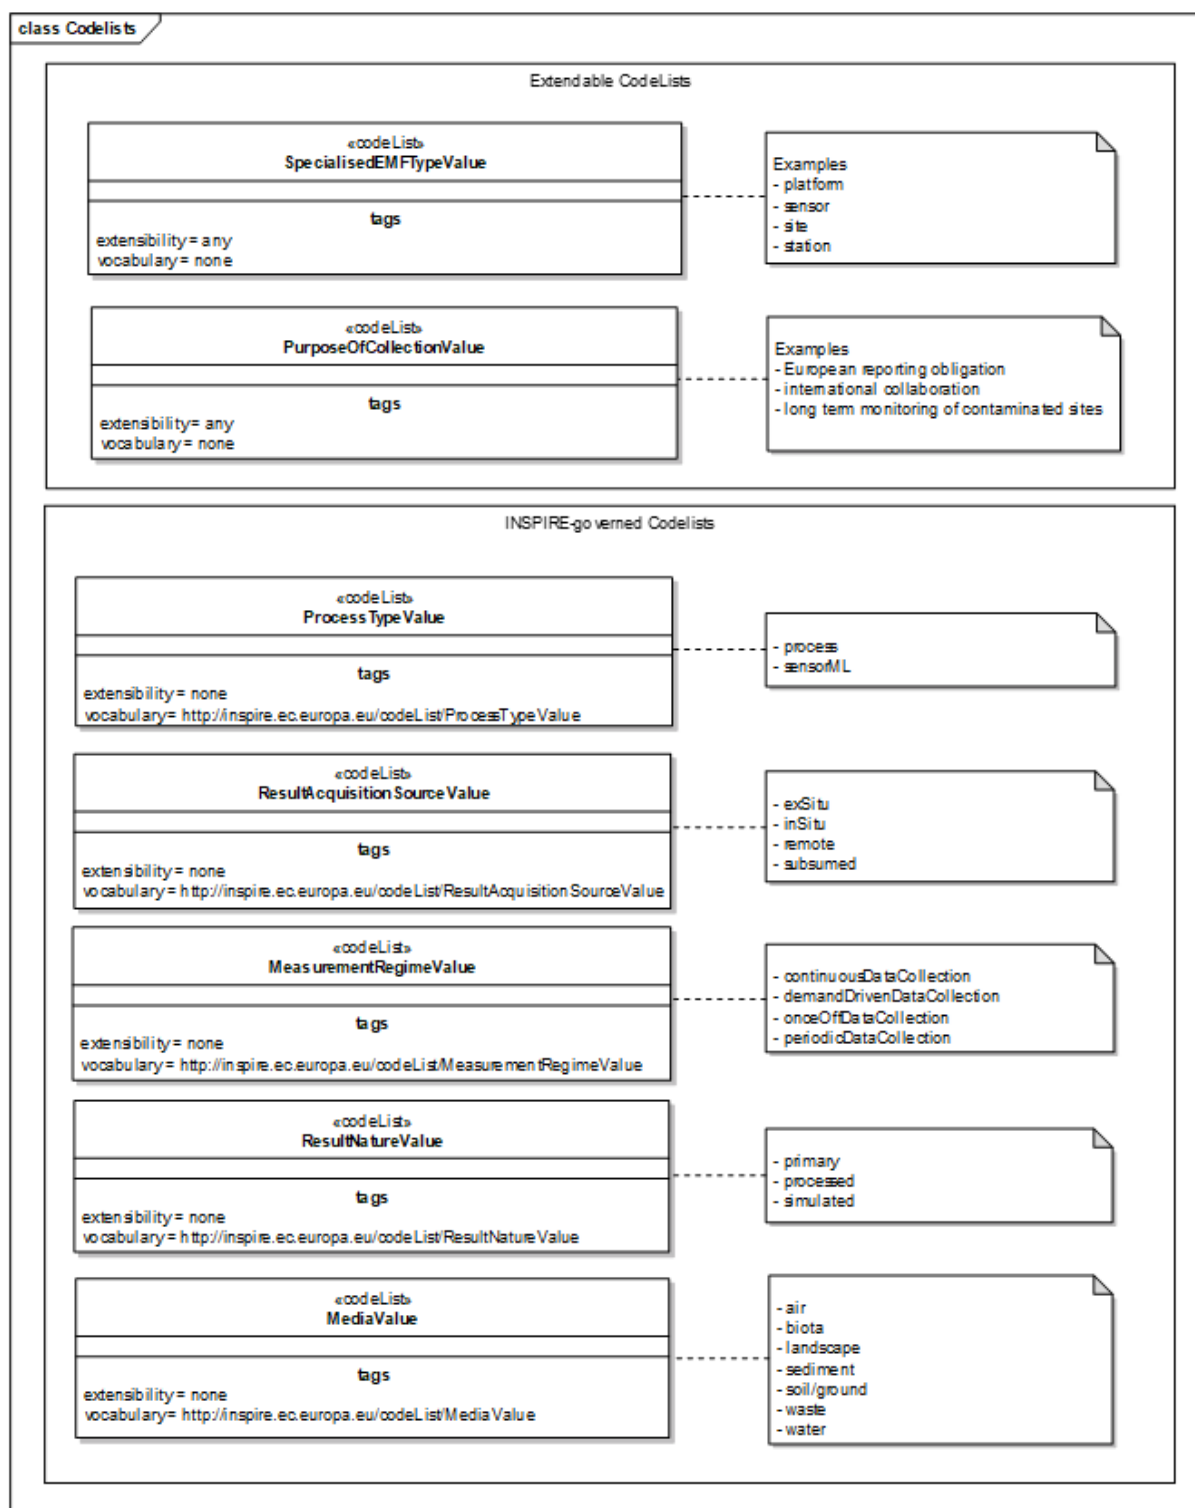 class Codelists
Extendable CodeLists
«codeList»
SpecialisedEMFTypeValue
tags
extensibility = any
vocabulary = none
Examples
- platform
- sensor
- site
- station
«codeList»
PurposeOfCollectionValue
tags
extensibility = any
vocabulary = none
Examples
- European reporting obligation
- international collaboration
- long term monitoring of contaminated sites
INSPIRE-governed Codelists
«codeList»
ProcessTypeValue
tags
extensibility = none
vocabulary = http://inspire.ec.europa.eu/codeList/ProcessTypeValue
- process
- sensorML
«codeList»
ResultAcquisitionSourceValue
tags
extensibility = none
vocabulary = http://inspire.ec.europa.eu/codeList/ResultAcquisitionSourceValue
- exSitu
- inSitu
- remote
- subsumed
«codeList»
MeasurementRegimeValue
tags
extensibility = none
vocabulary = http://inspire.ec.europa.eu/codeList/MeasurementRegimeValue
- continuousDataCollection
- demandDrivenDataCollection
- onceOffDataCollection
- periodicDataCollection
«codeList»
ResultNatureValue
tags
extensibility = none
vocabulary = http://inspire.ec.europa.eu/codeList/ResultNatureValue
- primary
- processed
- simulated
«codeList»
MediaValue
tags
extensibility = none
vocabulary = http://inspire.ec.europa.eu/codeList/MediaValue
- air
- biota
- landscape
- sediment
- soil/ground
- waste
- water